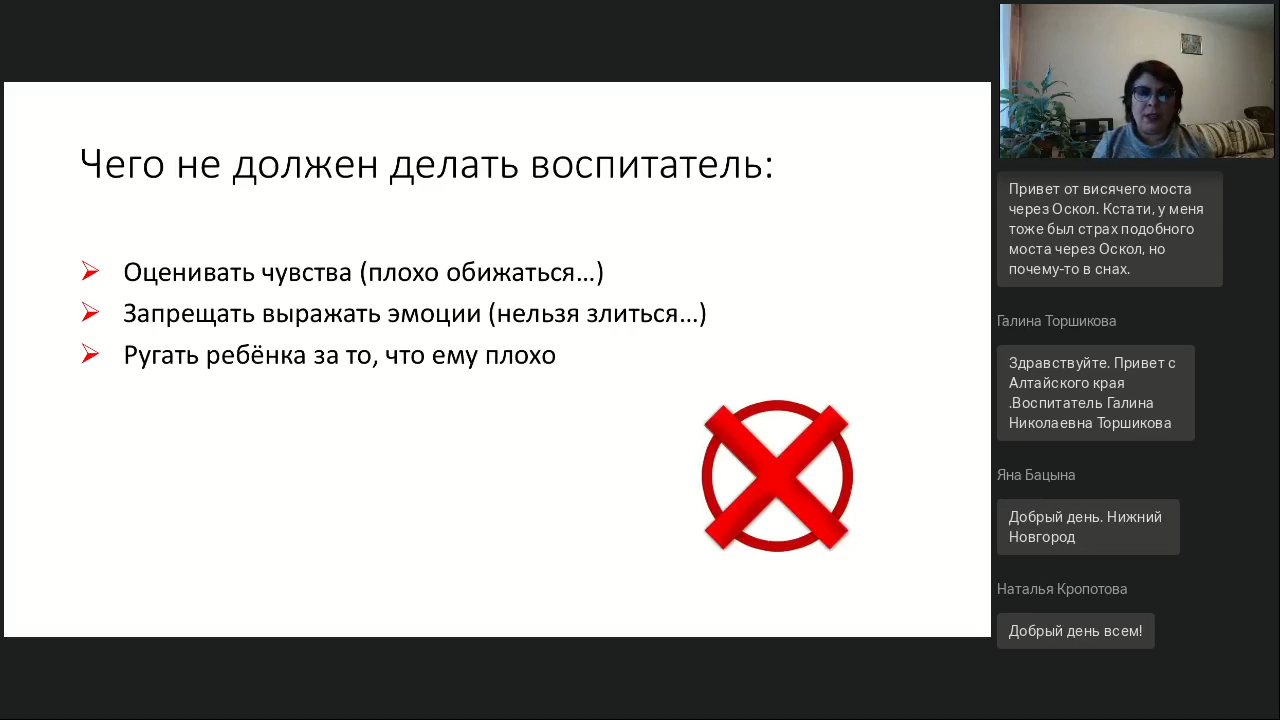 Чего не должен делать воспитатель:
Оценивать чувства (плохо обижаться…)
Запрещать выражать эмоции (нельзя злиться…)
Ругать ребёнка за то, что ему плохо
Привет от висячего моста
через Оскол. Кстати, у меня
тоже был страх подобного
моста через Оскол, но
почему-то в снах.
Галина Торшикова
Здравствуйте. Привет с
Алтайского края
.Воспитатель Галина
Николаевна Торшикова
Яна Бацына
Добрый день. Нижний
Новгород
Наталья Кропотова
Добрый день всем!